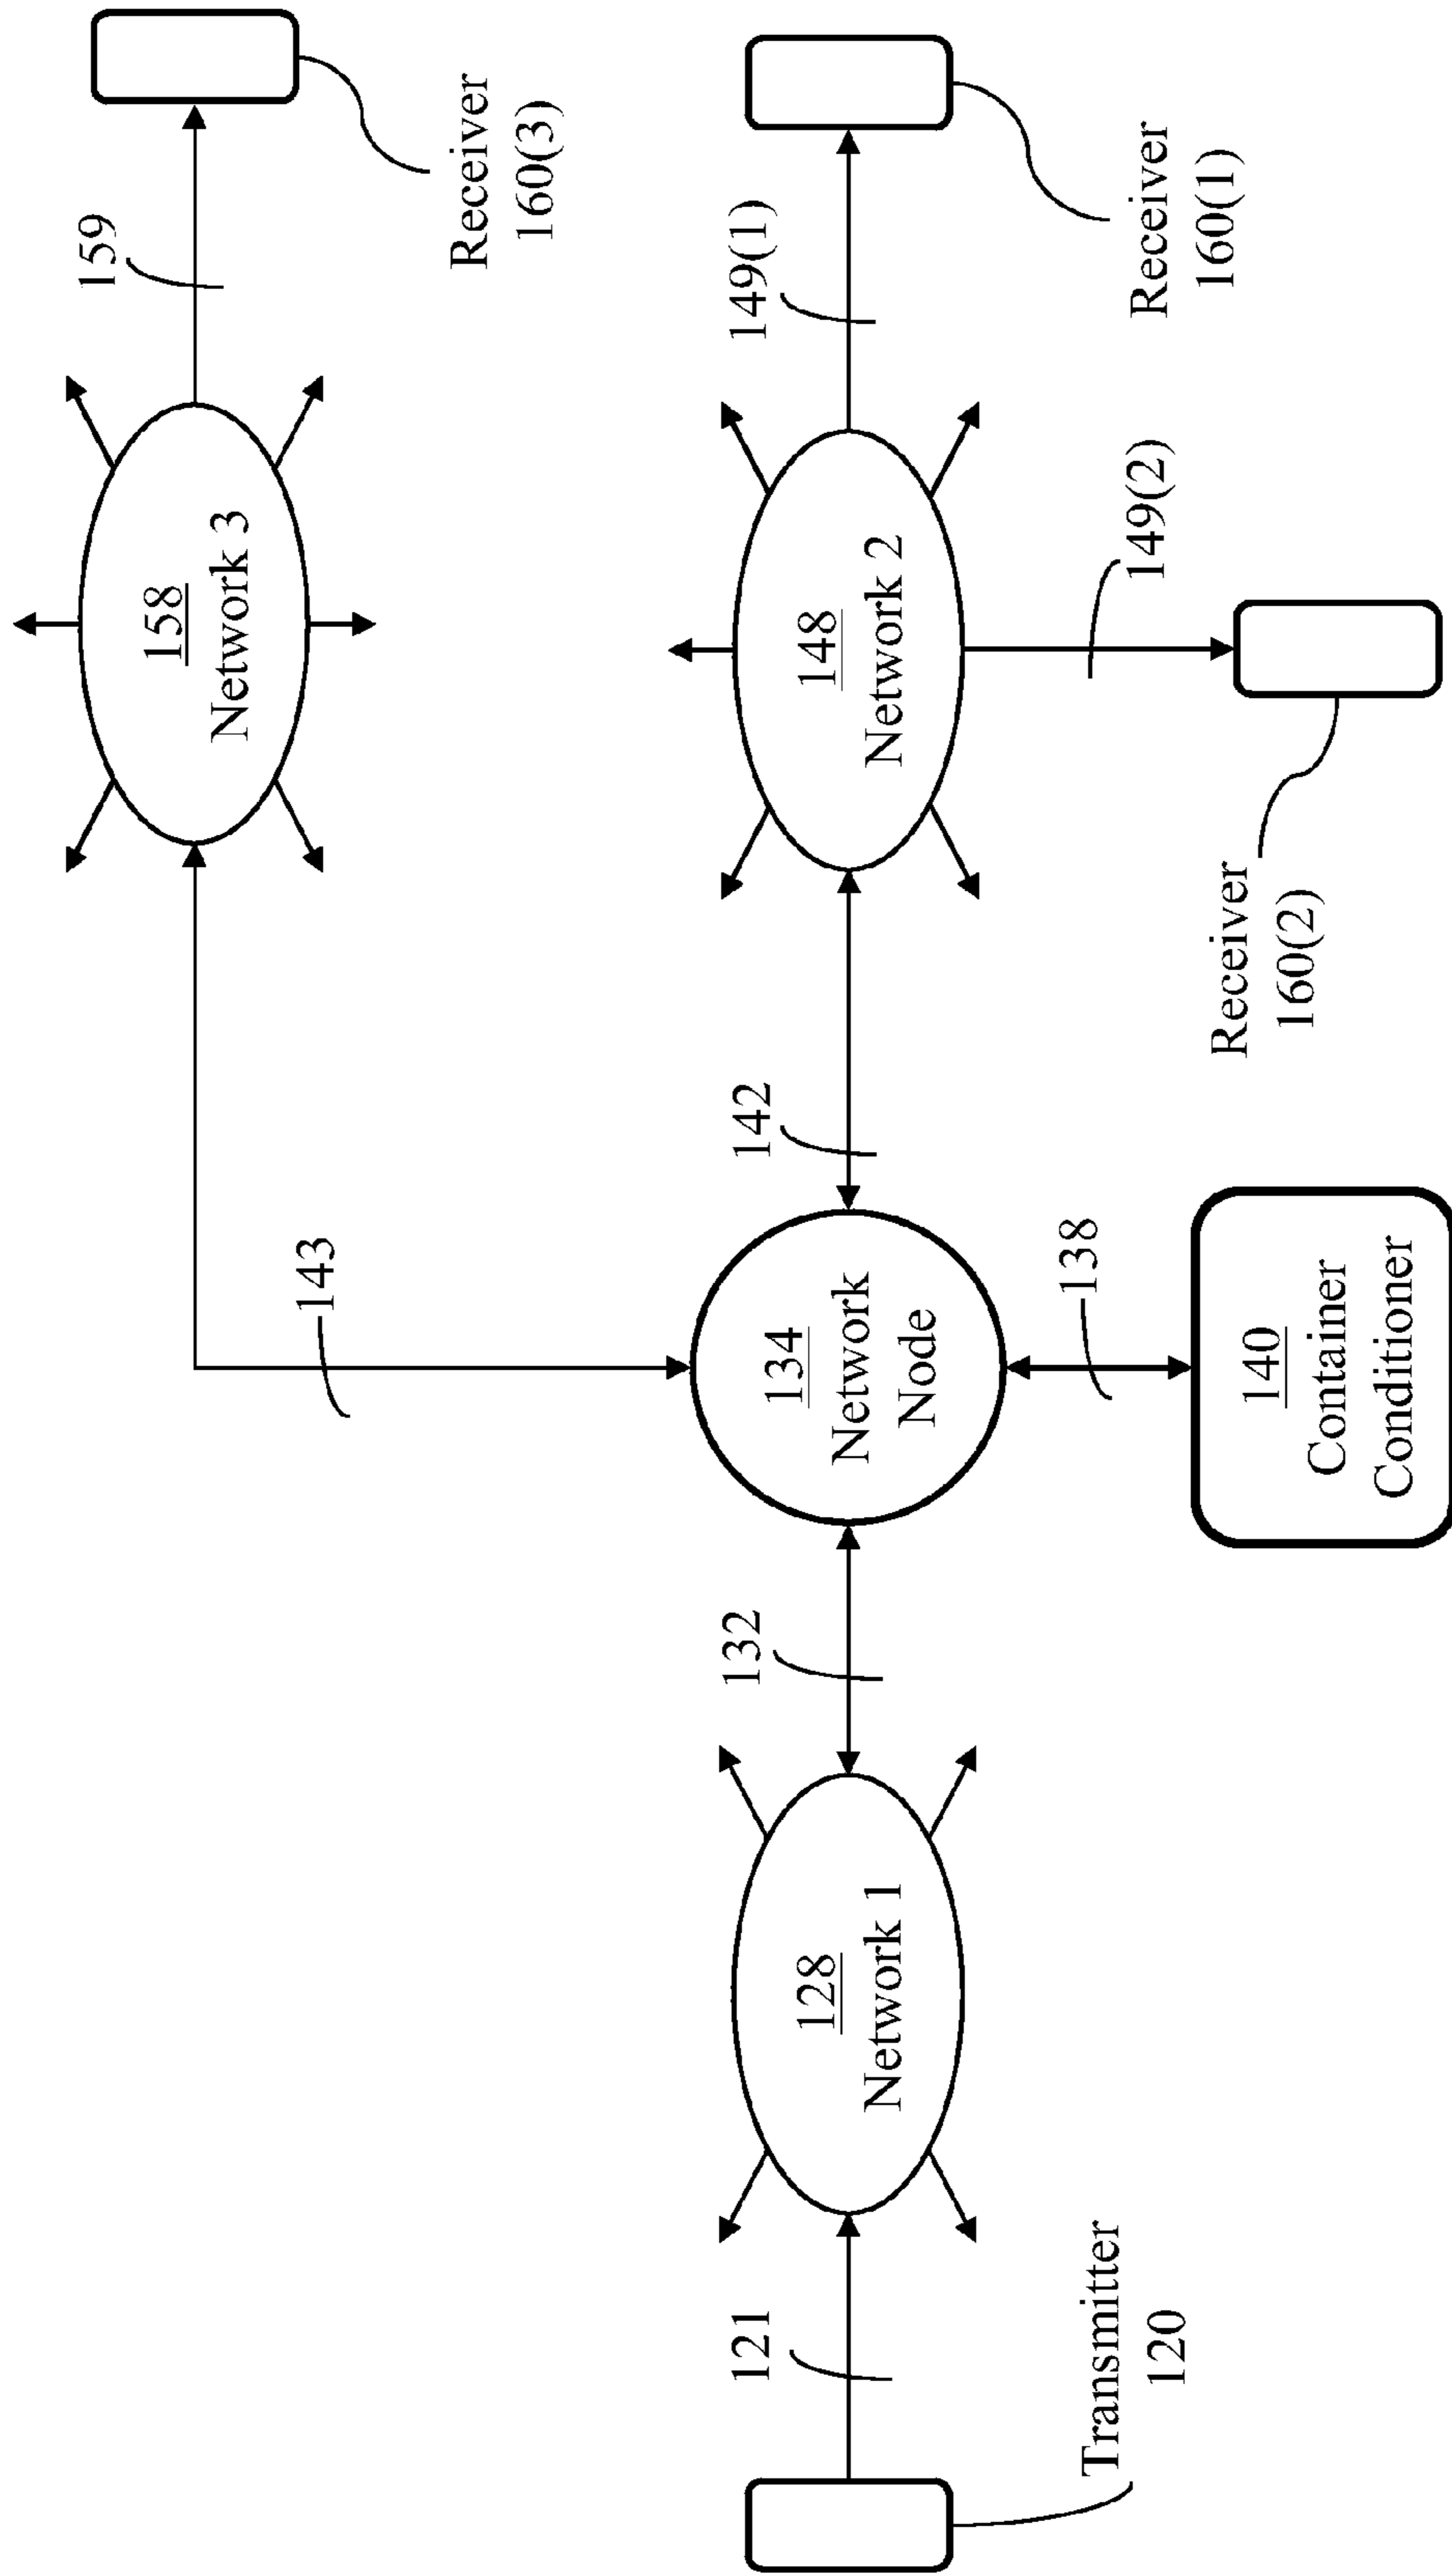 159
158
Network 3
Receiver
160(3)
143
121
128
Network 1
132
134
Network
Node
142
148
Network 2
149(1)
Receiver
160(1)
149(2)
Receiver
160(2)
138
140
Container
Conditioner
Transmitter
120